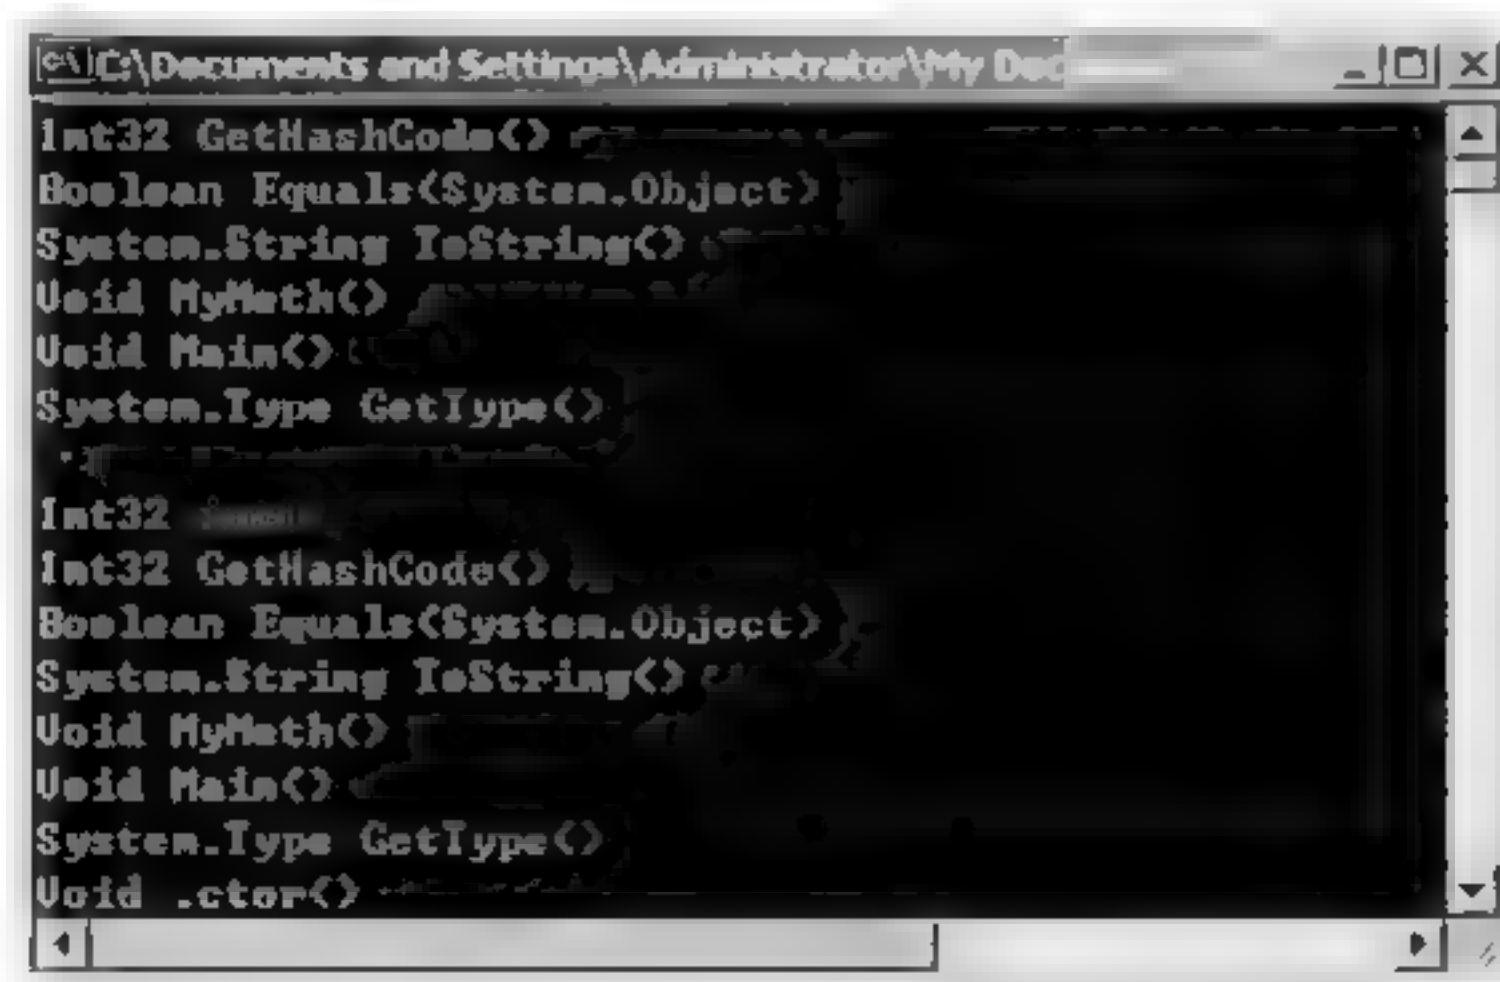 C:\Documents and Settings\Administrator\My Doc
Int32 GetHashCode()
Boolean Equals(System.Object)
System.String ToString()
Void MyMeth()
Void Main()
System.Type GetType()
Int32
Int32 GetHashCode()
Boolean Equals(System.Object)
System.String ToString()
Void MyMeth()
Void Main()
System.Type GetType()
Void .ctor()